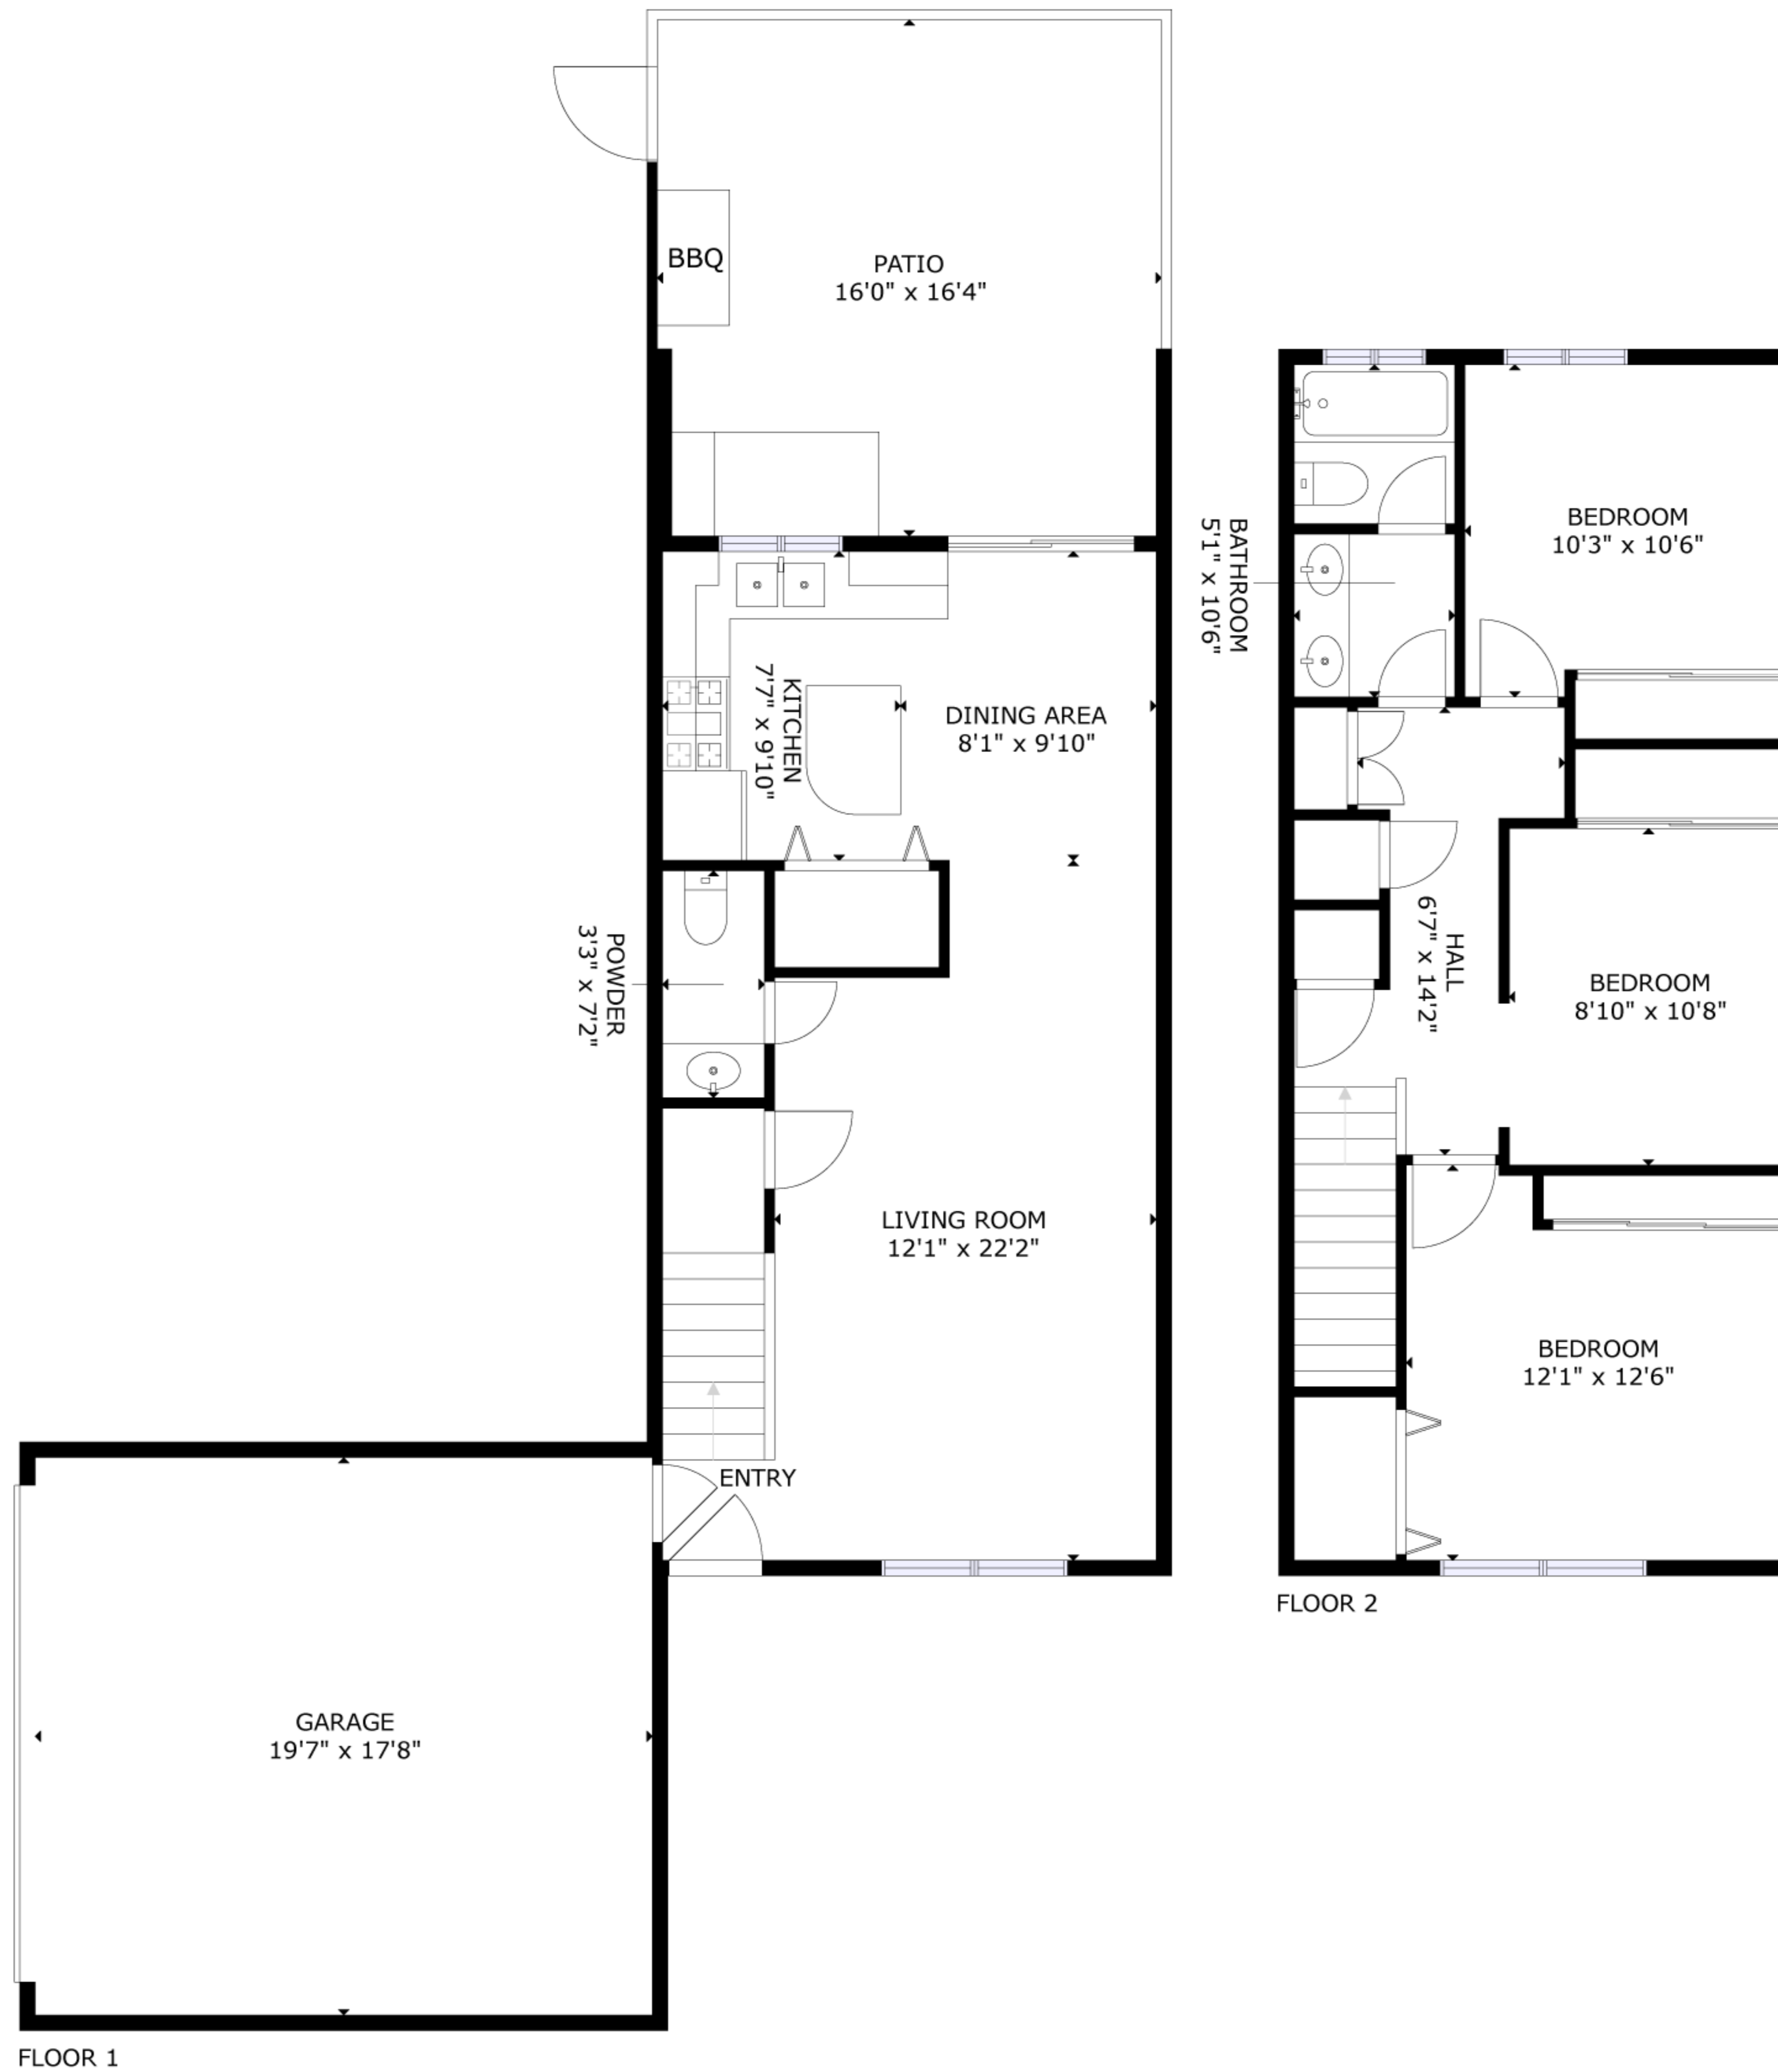 BBQ
PATIO
16'0" x 16'4"
KITCHEN
7'7" x 9'10"
DINING AREA
8'1" x 9'10"
POWDER
3'3" x 7'2"
LIVING ROOM
12'1" x 22'2"
ENTRY
GARAGE
19'7" x 17'8"
FLOOR 1
BATHROOM
5'1" x 10'6"
BEDROOM
10'3" x 10'6"
HALL
6'7" x 14'2"
BEDROOM
8'10" x 10'8"
BEDROOM
12'1" x 12'6"
FLOOR 2